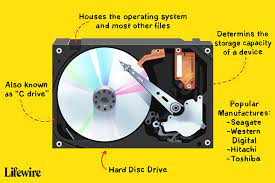 Houses the operating system
and most other files
Determines the
storage capacity
of a device
Also known
as "C drive"
Popular
Manufactures:
-Seagate
-Western
Digital
-Hitachi
-Toshiba
Hard Disc Drive
Lifewire